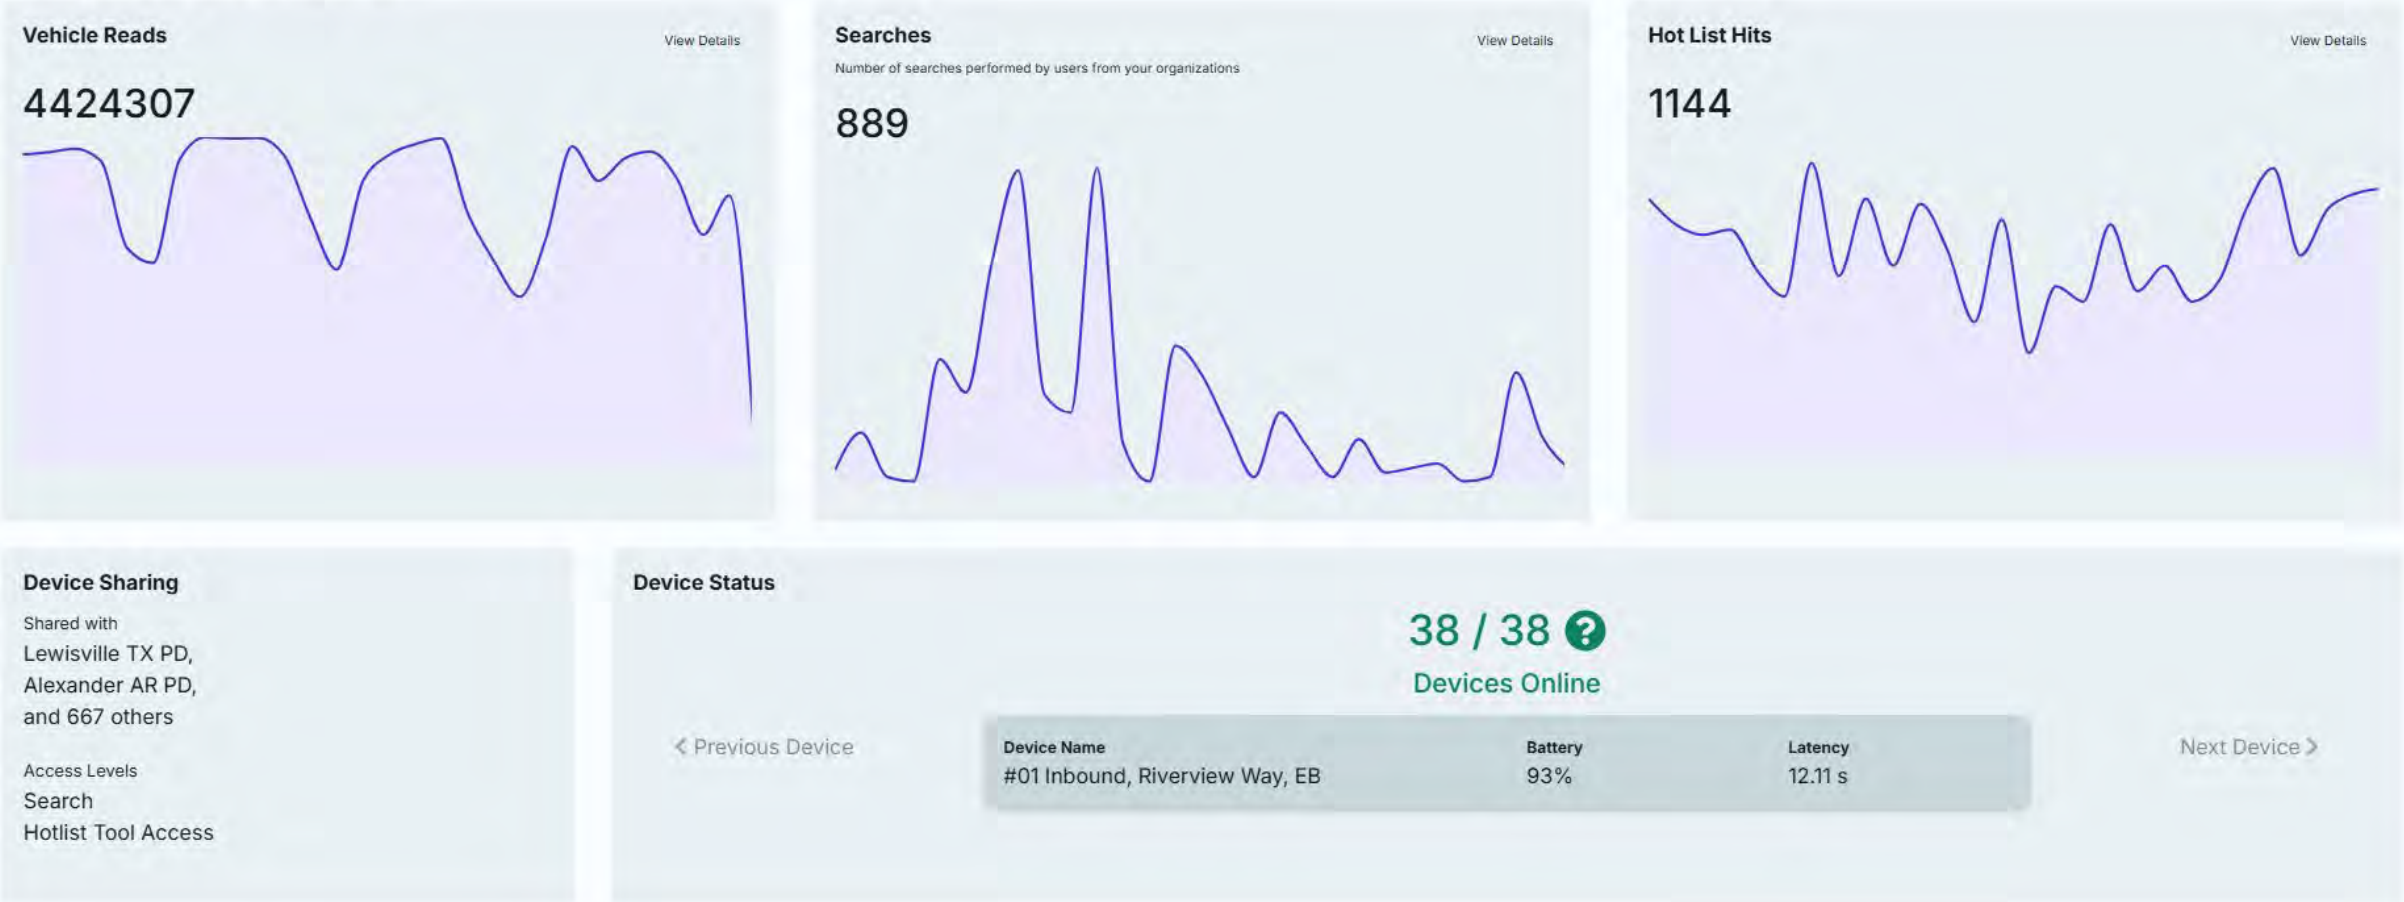 Vehicle Reads
View Details
4424307
Searches
View Details
Number of searches performed by users from your organizations
889
Hot List Hits
View Details
1144
Device Sharing
Shared with
Lewisville TX PD,
Alexander AR PD,
and 667 others
Access Levels
Search
Hotlist Tool Access
Device Status
38 / 38 ?
Devices Online
< Previous Device
Device Name Battery Latency
#01 Inbound, Riverview Way, EB 93% 12.11 s
Next Device >